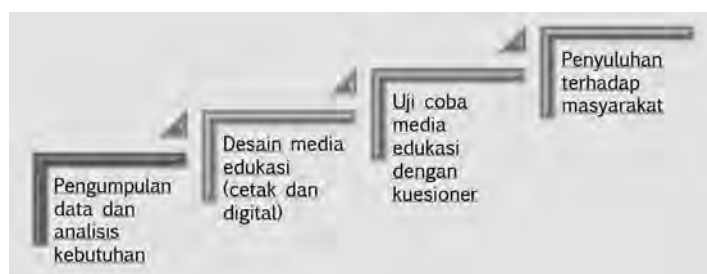 Pengumpulan
data dan
analisis
kebutuhan
Desain media
edukasi
(cetak dan
digital)
Uji coba
media
edukasi
dengan
kuesioner
Penyuluhan
terhadap
masyarakat